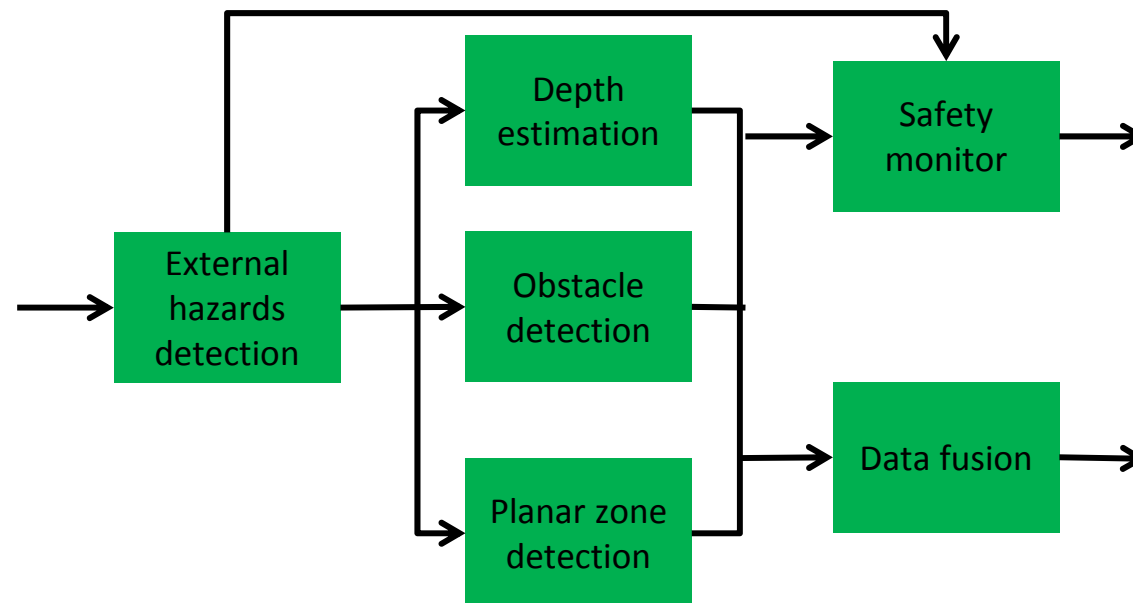 Depth
estimation
Safety
monitor
External
hazards
detection
Obstacle
detection
Data fusion
Planar zone
detection